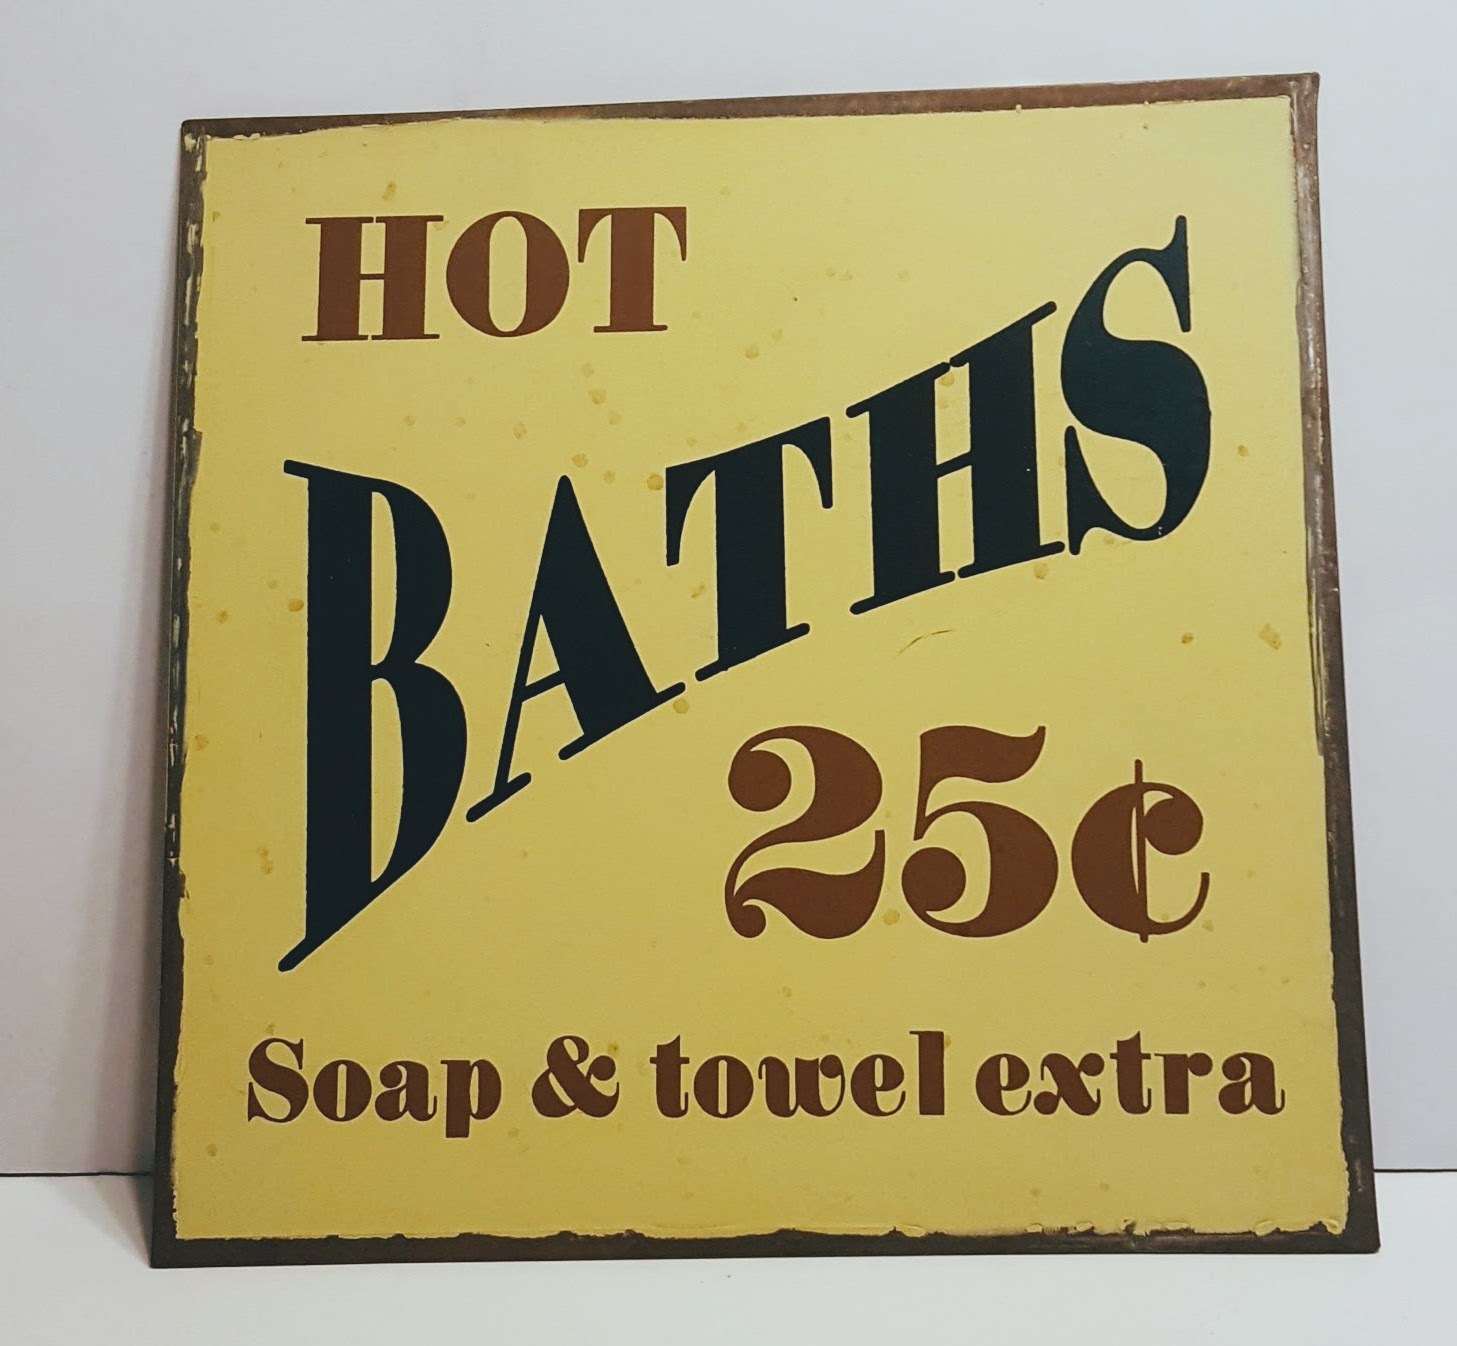 HOT
BATHS
25¢
Soap & towel extra